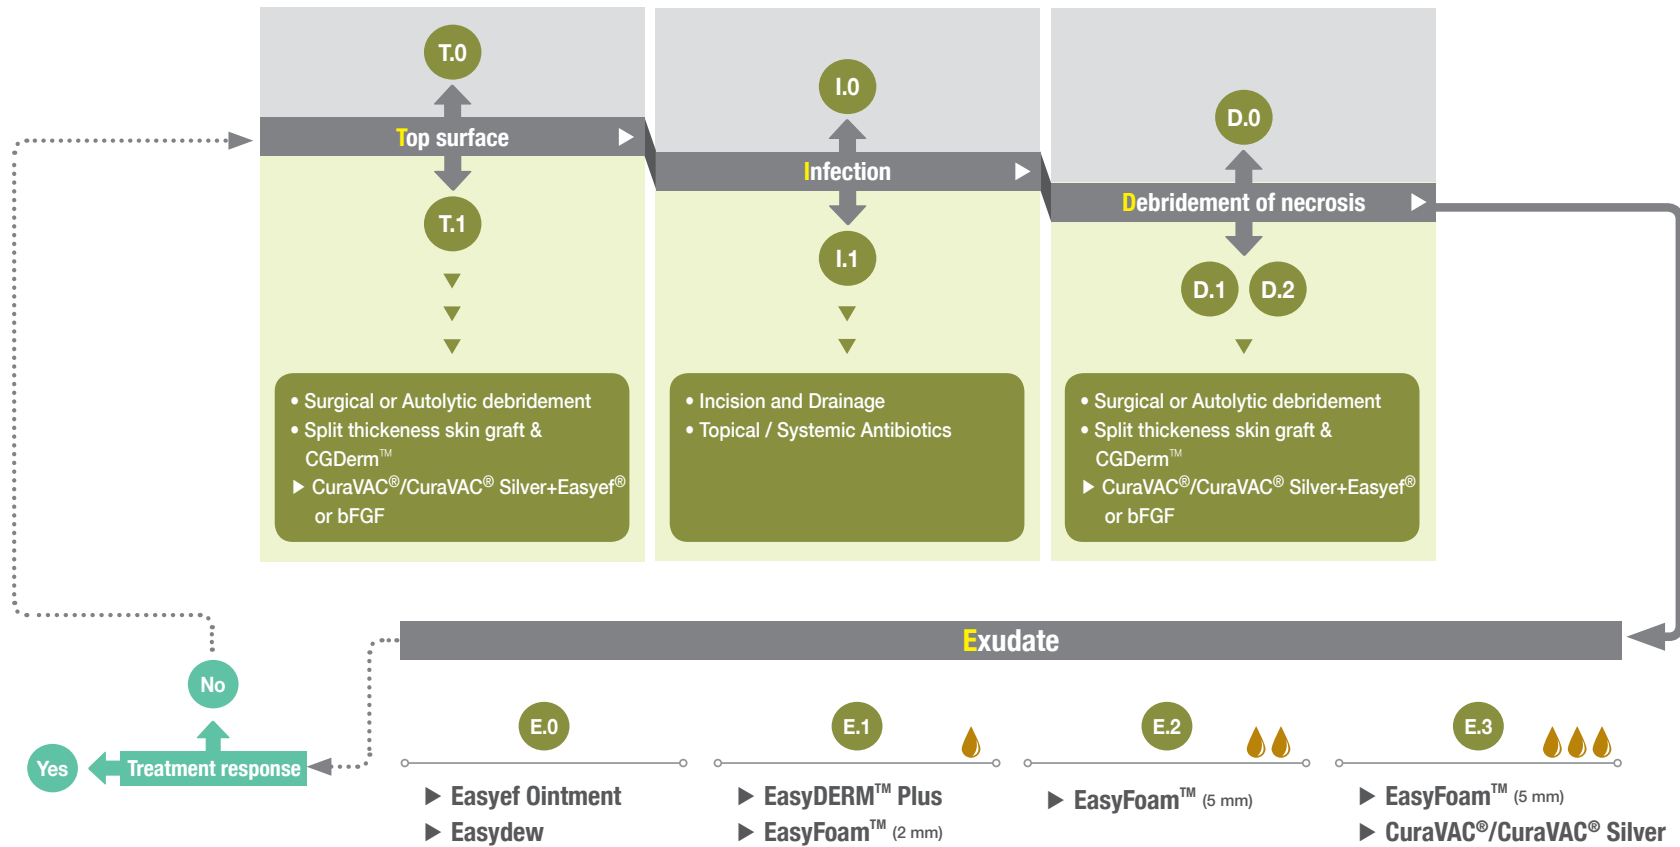 T.0
Top surface
T.1
• Surgical or Autolytic debridement
• Split thickeness skin graft &
CGDerm™
▶ CuraVAC®/CuraVAC® Silver+Easyef®
or bFGF
I.0
Infection
I.1
• Incision and Drainage
• Topical / Systemic Antibiotics
D.0
Debridement of necrosis
D.1 D.2
• Surgical or Autolytic debridement
• Split thickeness skin graft &
CGDerm™
▶ CuraVAC®/CuraVAC® Silver+Easyef®
or bFGF
Exudate
E.0
▶ Easyef Ointment
▶ Easydew
E.1
▶ EasyDERM™ Plus
▶ EasyFoam™ (2 mm)
E.2
▶ EasyFoam™ (5 mm)
E.3
▶ EasyFoam™ (5 mm)
▶ CuraVAC®/CuraVAC® Silver
Treatment response
No
Yes